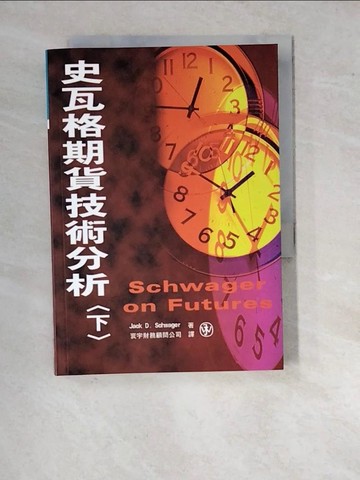 史瓦格期貨技術分析〈下〉
Schwager
on Futures
Jack D. Schwager 著
寰宇財務顧問公司 譯